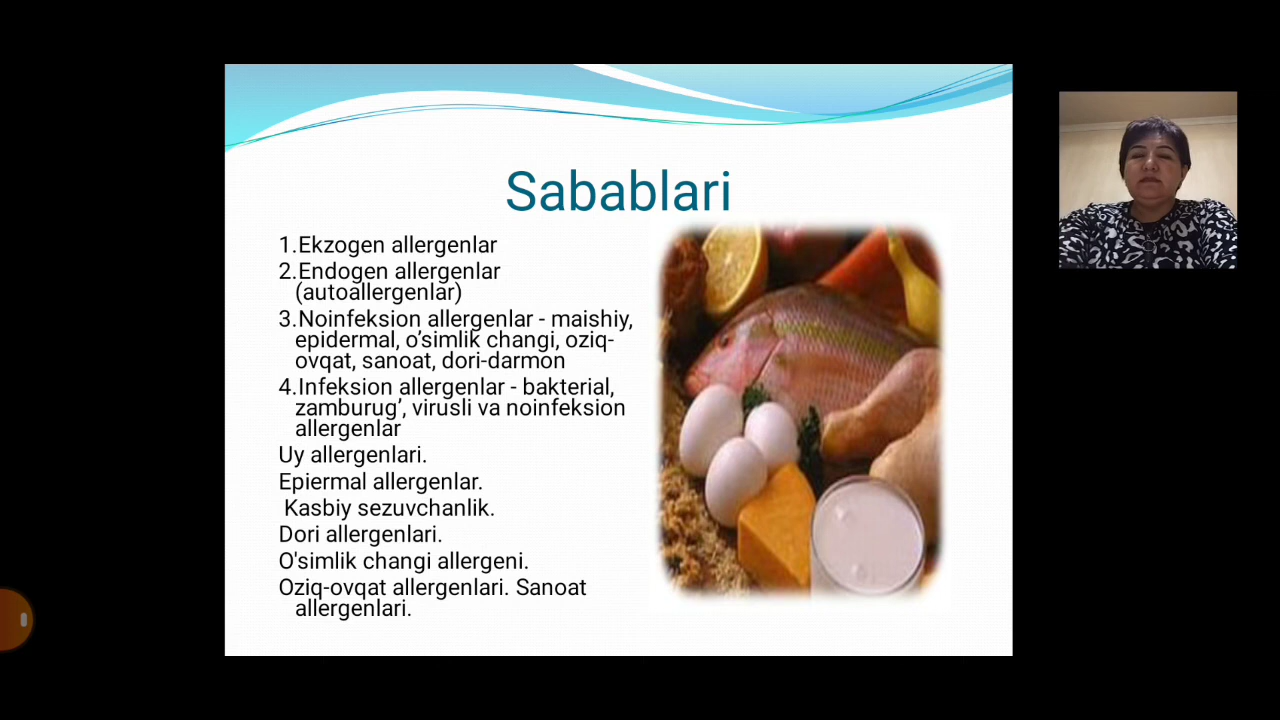 Sabablari
1.Ekzogen allergenlar
2.Endogen allergenlar
(autoallergenlar)
3.Noinfeksion allergenlar - maishiy,
epidermal, o’simlik changi, oziq-
ovqat, sanoat, dori-darmon
4.Infeksion allergenlar - bakterial,
zamburug’, virusli va noinfeksion
allergenlar
Uy allergenlari.
Epiermal allergenlar.
Kasbiy sezuvchanlik.
Dori allergenlari.
O'simlik changi allergeni.
Oziq-ovqat allergenlari. Sanoat
allergenlari.